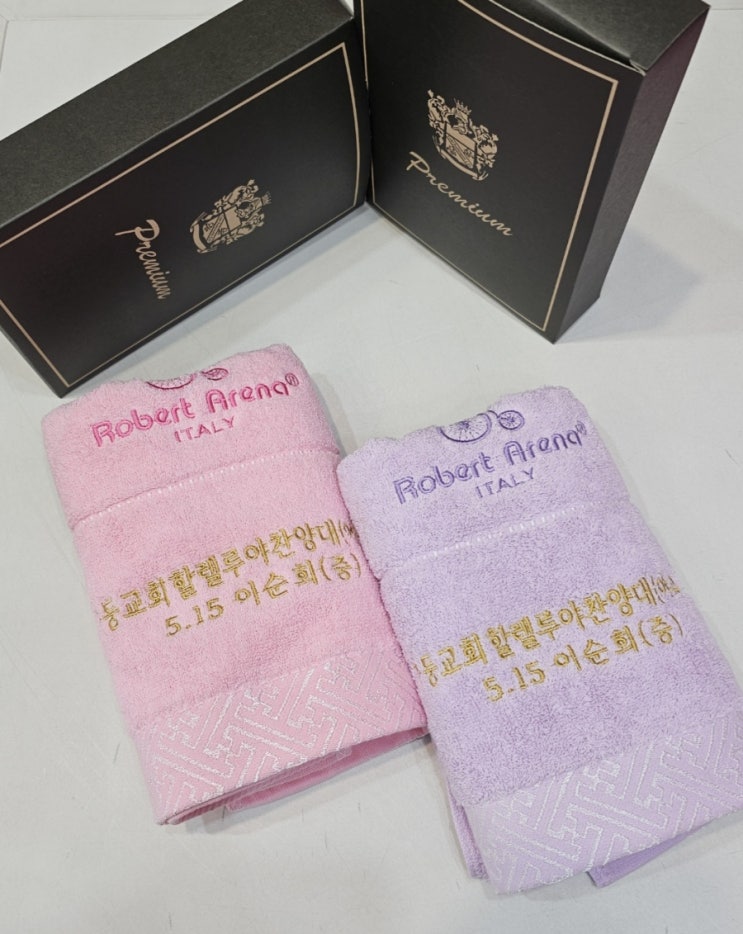 Premium
Premium
Robert Arena®
ITALY
동교회할렐루야찬양대
5.15 이순희(증)
Robert Arena®
ITALY
동교회할렐루야찬양대
5.15 이순희(증)